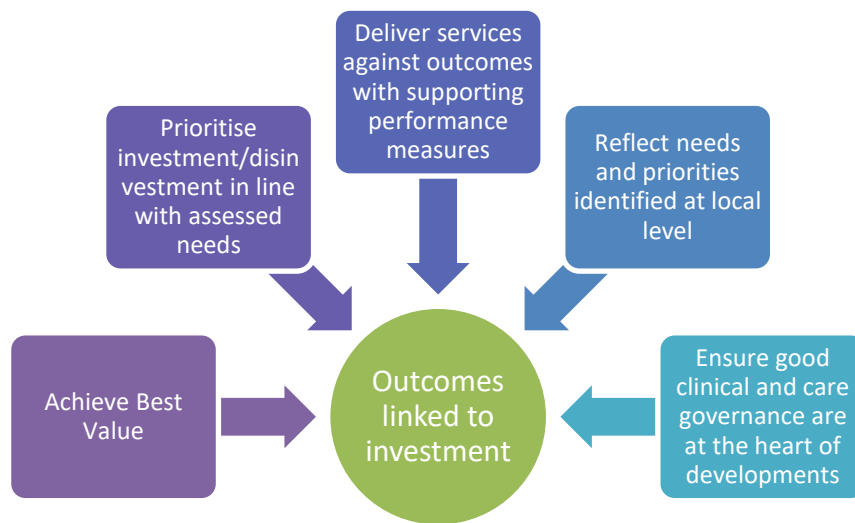 Deliver services
against outcomes
with supporting
performance
measures
Prioritise
investment/disin
vestment in line
with assessed
needs
Reflect needs
and priorities
identified at local
level
Achieve Best
Value
Outcomes
linked to
investment
Ensure good
clinical and care
governance are
at the heart of
developments